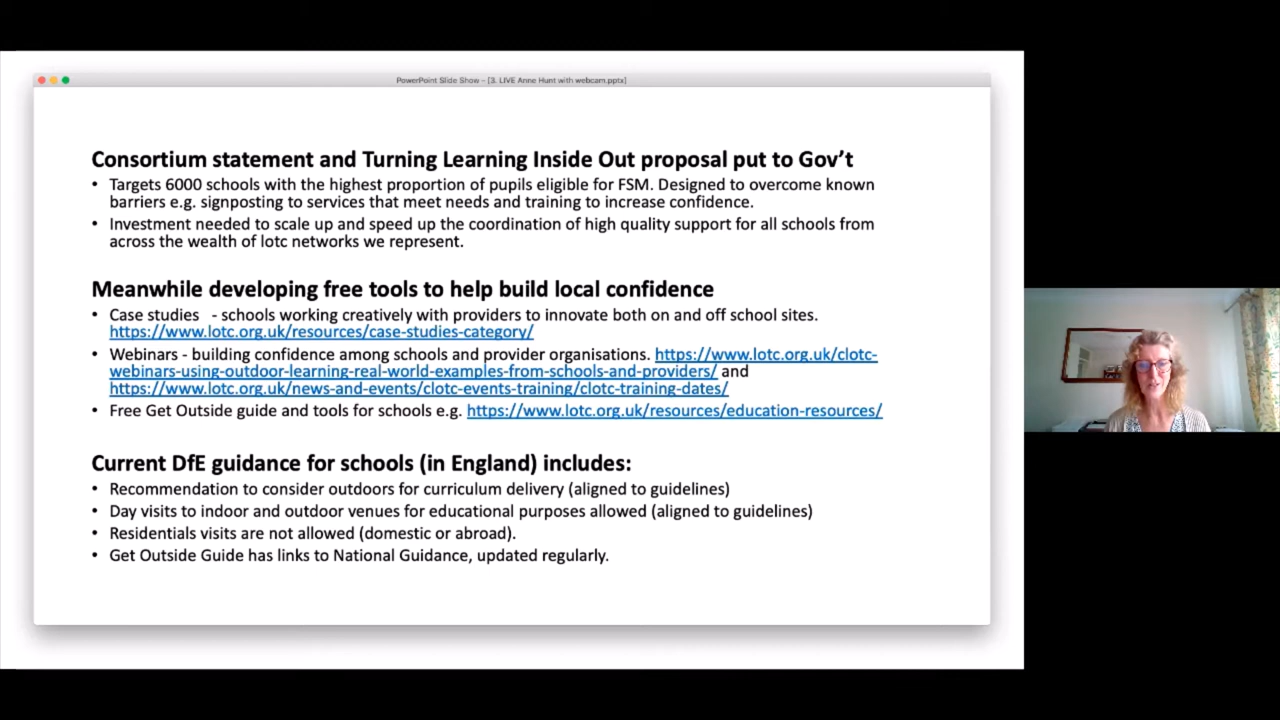 PowerPoint Slide Show - [3. LIVE Anne Hunt with webcam.pptx]
Consortium statement and Turning Learning Inside Out proposal put to Gov’t
• Targets 6000 schools with the highest proportion of pupils eligible for FSM. Designed to overcome known
barriers e.g. signposting to services that meet needs and training to increase confidence.
• Investment needed to scale up and speed up the coordination of high quality support for all schools from
across the wealth of lotc networks we represent.
Meanwhile developing free tools to help build local confidence
• Case studies - schools working creatively with providers to innovate both on and off school sites.
https://www.lotc.org.uk/resources/case-studies-category/
• Webinars - building confidence among schools and provider organisations. https://www.lotc.org.uk/clotc-
webinars-using-outdoor-learning-real-world-examples-from-schools-and-providers/ and
https://www.lotc.org.uk/news-and-events/clotc-events-training/clotc-training-dates/
• Free Get Outside guide and tools for schools e.g. https://www.lotc.org.uk/resources/education-resources/
Current DfE guidance for schools (in England) includes:
• Recommendation to consider outdoors for curriculum delivery (aligned to guidelines)
• Day visits to indoor and outdoor venues for educational purposes allowed (aligned to guidelines)
• Residentials visits are not allowed (domestic or abroad).
• Get Outside Guide has links to National Guidance, updated regularly.